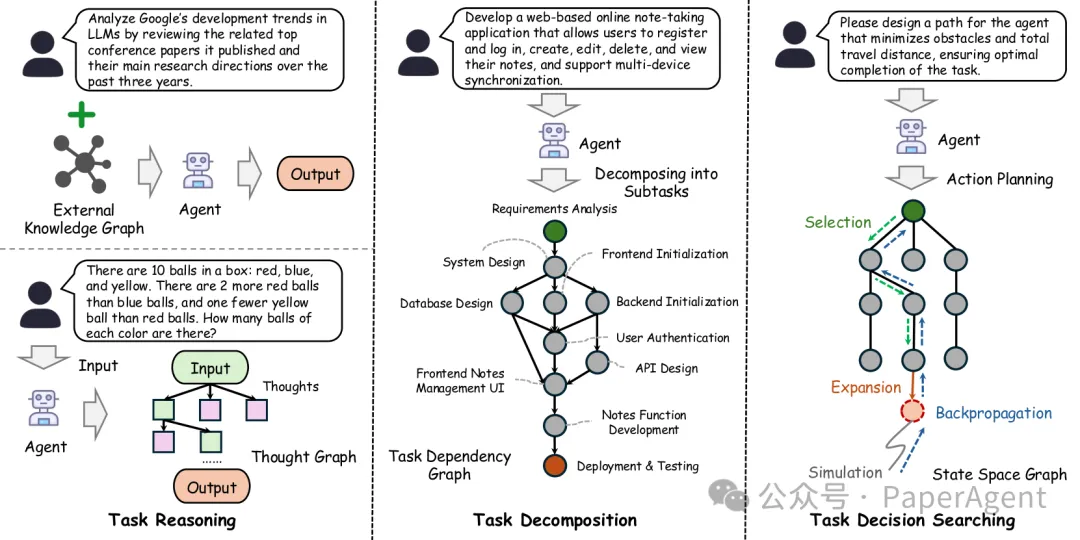 Analyze Google's development trends in
LLMs by reviewing the related top
conference papers it published and
their main research directions over the
past three years.
External
Knowledge Graph
Agent
Output
There are 10 balls in a box: red, blue,
and yellow. There are 2 more red balls
than blue balls, and one fewer yellow
ball than red balls. How many balls of
each color are there?
Input
Agent
Input
Thoughts
......
Thought Graph
Output
Task Reasoning
Develop a web-based online note-taking
application that allows users to register
and log in, create, edit, delete, and view
their notes, and support multi-device
synchronization.
Agent
Decomposing into
Subtasks
Requirements Analysis
System Design
Frontend Initialization
Database Design
Backend Initialization
User Authentication
API Design
Frontend Notes
Management UI
Notes Function
Development
Task Dependency
Graph
Deployment & Testing
Task Decomposition
Please design a path for the agent
that minimizes obstacles and total
travel distance, ensuring optimal
completion of the task.
Agent
Action Planning
Selection
Expansion
Backpropagation
Simulation
State Space Graph
公众号 · PaperAgent
Task Decision Searching